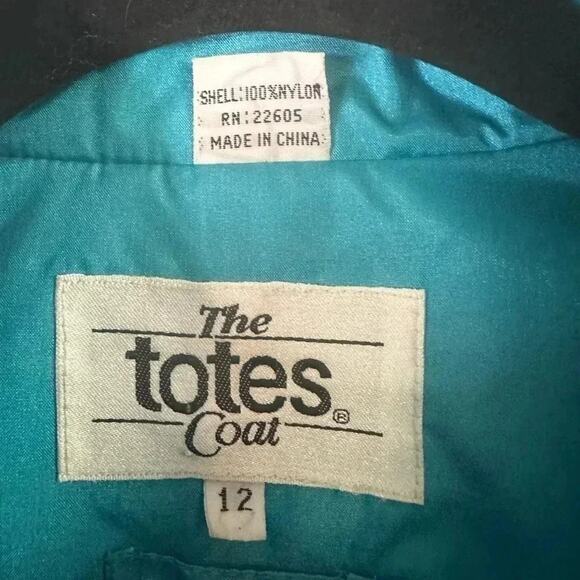 SHELL:100%NYLON
RN:22605
MADE IN CHINA
The
totes®
Coat
12